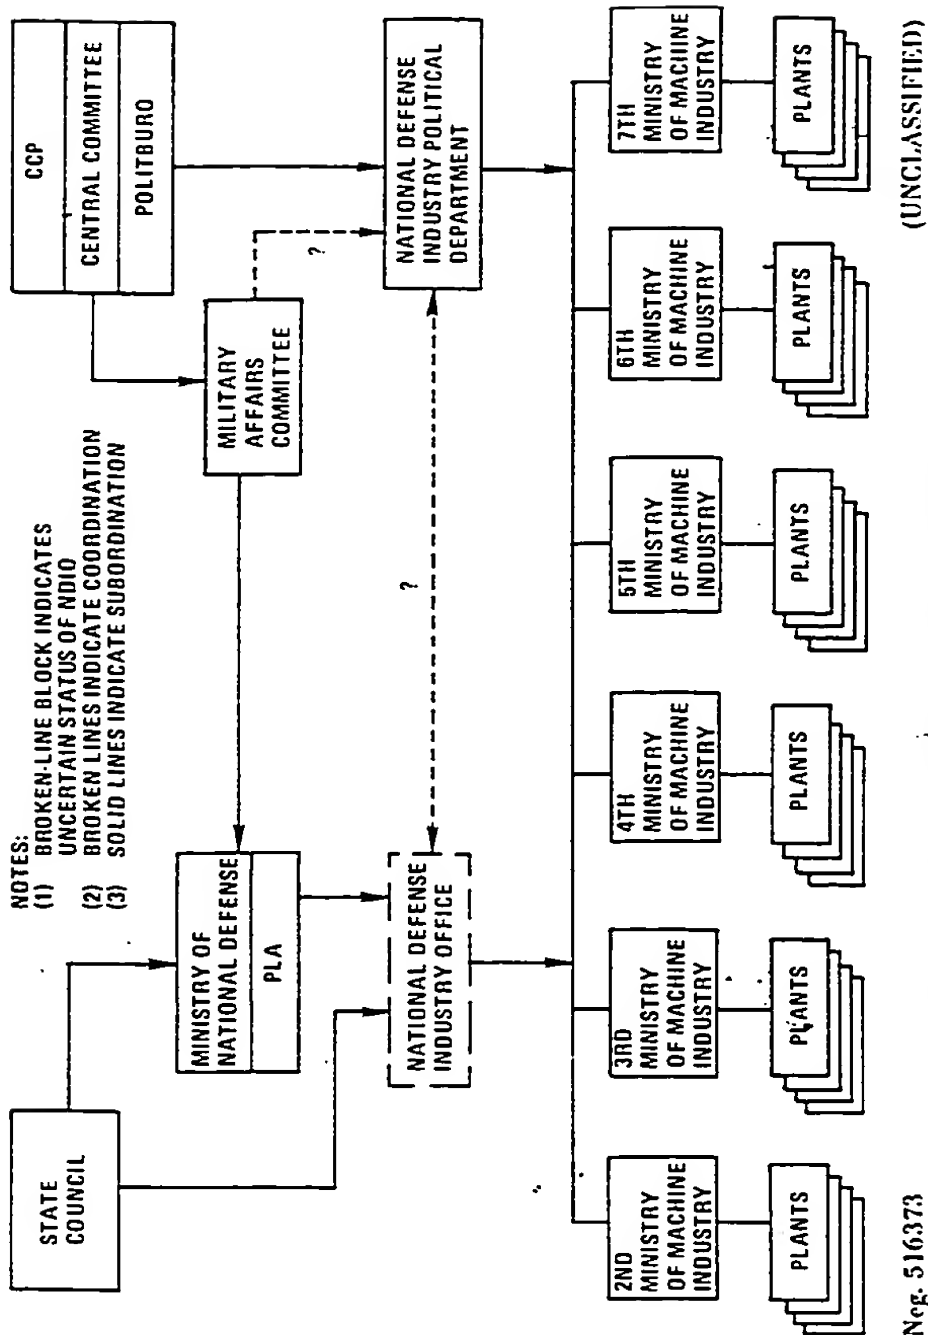 CCP
CENTRAL COMMITTEE
POLITBURO
STATE
COUNCIL
NOTES:
(1) BROKEN-LINE BLOCK INDICATES
UNCERTAIN STATUS OF NDIO
(2) BROKEN LINES INDICATE COORDINATION
(3) SOLID LINES INDICATE SUBORDINATION
MINISTRY OF
NATIONAL DEFENSE
PLA
MILITARY
AFFAIRS
COMMITTEE
?
NATIONAL DEFENSE
INDUSTRY OFFICE
?
NATIONAL DEFENSE
INDUSTRY POLITICAL
DEPARTMENT
2ND
MINISTRY
OF MACHINE
INDUSTRY
3RD
MINISTRY
OF MACHINE
INDUSTRY
4TH
MINISTRY
OF MACHINE
INDUSTRY
5TH
MINISTRY
OF MACHINE
INDUSTRY
6TH
MINISTRY
OF MACHINE
INDUSTRY
7TH
MINISTRY
OF MACHINE
INDUSTRY
PLANTS
PLANTS
PLANTS
PLANTS
PLANTS
PLANTS
Neg. 516373
(UNCLASSIFIED)